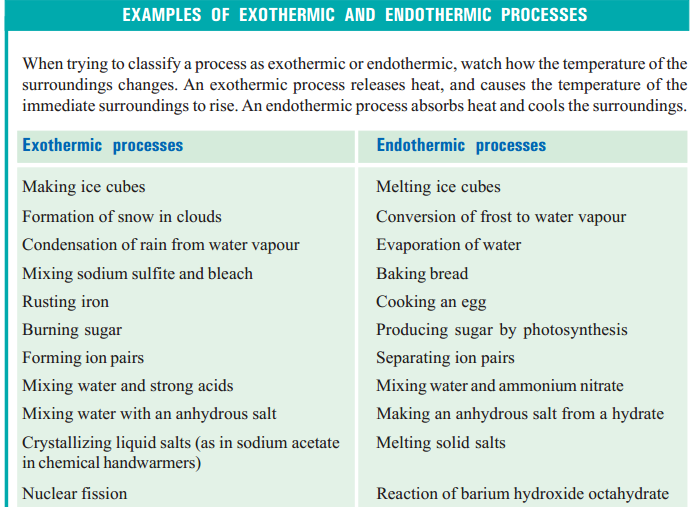 EXAMPLES OF EXOTHERMIC AND ENDOTHERMIC PROCESSES
When trying to classify a process as exothermic or endothermic, watch how the temperature of the
surroundings changes. An exothermic process releases heat, and causes the temperature of the
immediate surroundings to rise. An endothermic process absorbs heat and cools the surroundings.
Exothermic processes Endothermic processes
Making ice cubes Melting ice cubes
Formation of snow in clouds Conversion of frost to water vapour
Condensation of rain from water vapour Evaporation of water
Mixing sodium sulfite and bleach Baking bread
Rusting iron Cooking an egg
Burning sugar Producing sugar by photosynthesis
Forming ion pairs Separating ion pairs
Mixing water and strong acids Mixing water and ammonium nitrate
Mixing water with an anhydrous salt Making an anhydrous salt from a hydrate
Crystallizing liquid salts (as in sodium acetate Melting solid salts
in chemical handwarmers)
Nuclear fission Reaction of barium hydroxide octahydrate